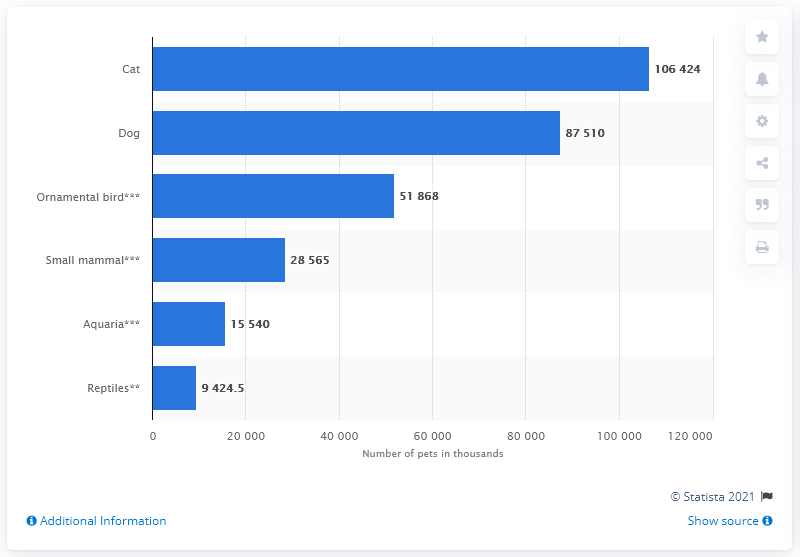 Cat
106 424
Dog
87 510
Ornamental bird***
51 868
Small mammal***
28 565
Aquaria***
15 540
Reptiles**
9 424.5
0 20 000 40 000 60 000 80 000 100 000 120 000
Number of pets in thousands
© Statista 2021
Additional Information Show source